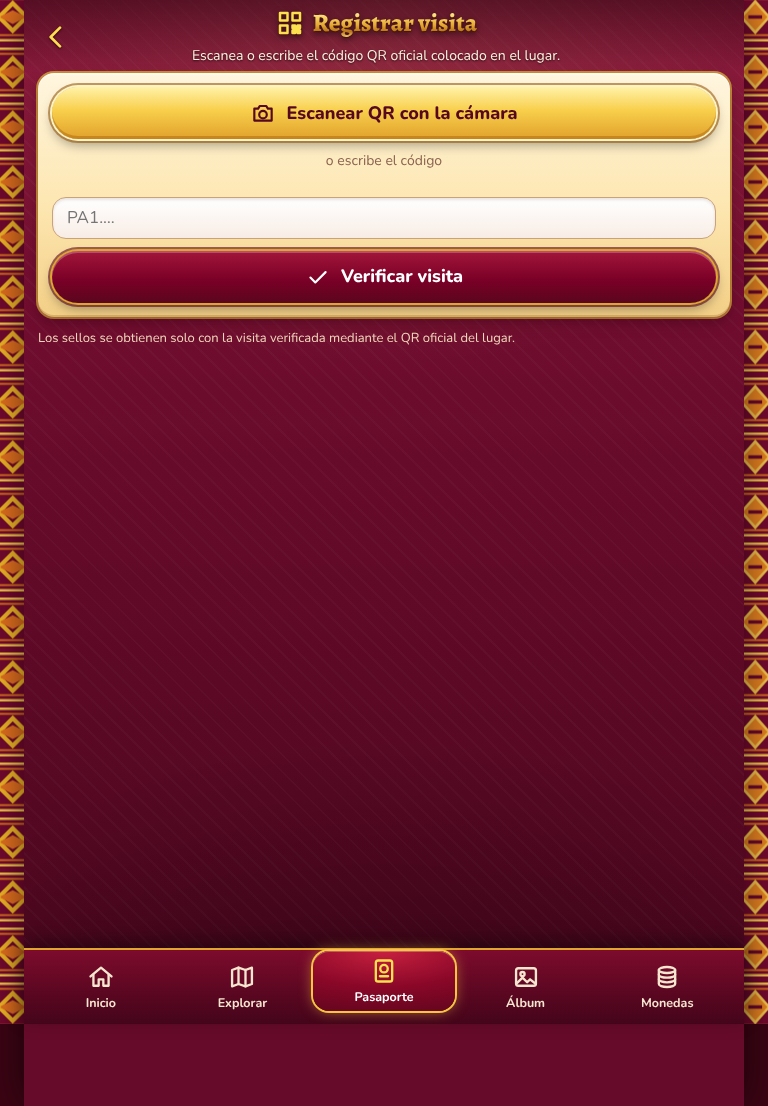 Registrar visita
Escanea o escribe el código QR oficial colocado en el lugar.
Escanear QR con la cámara
o escribe el código
PA1....
Verificar visita
Los sellos se obtienen solo con la visita verificada mediante el QR oficial del lugar.
Inicio
Explorar
Pasaporte
Álbum
Monedas